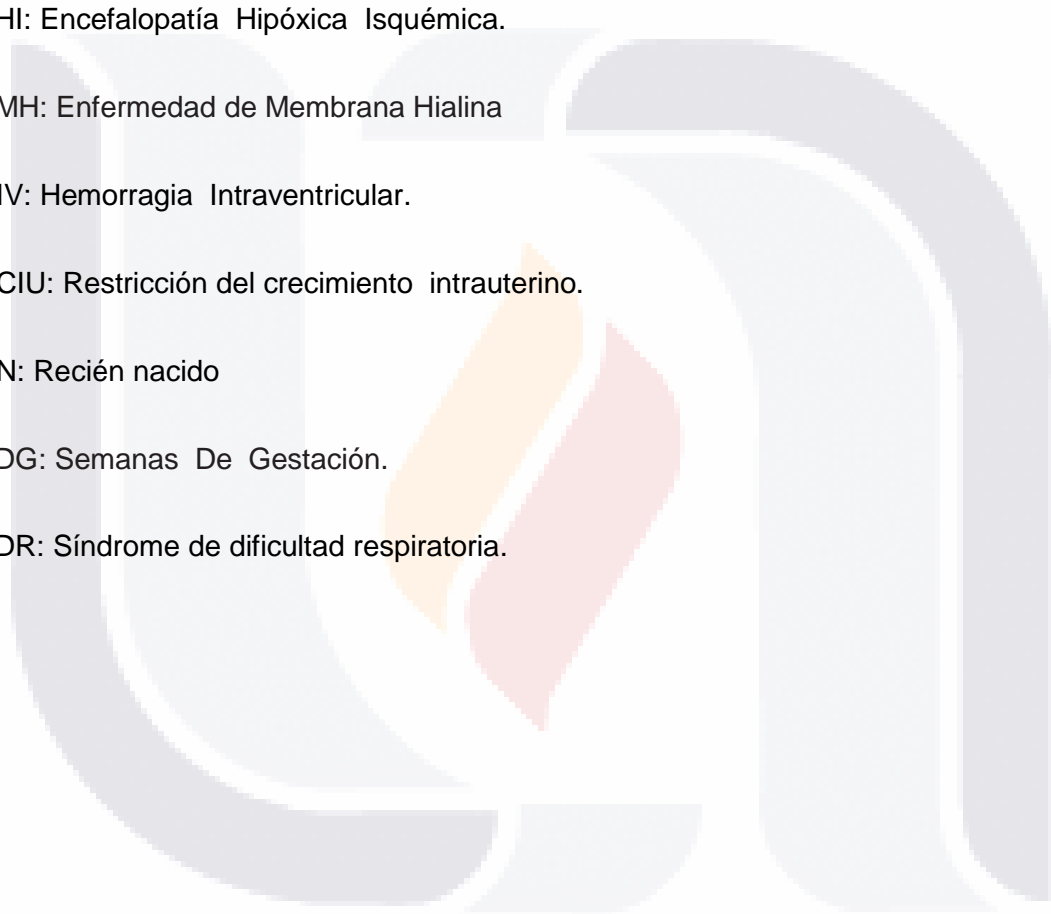 HI: Encefalopatía Hipóxica Isquémica.
MH: Enfermedad de Membrana Hialina
IV: Hemorragia Intraventricular.
CIU: Restricción del crecimiento intrauterino.
N: Recién nacido
DG: Semanas De Gestación.
DR: Síndrome de dificultad respiratoria.